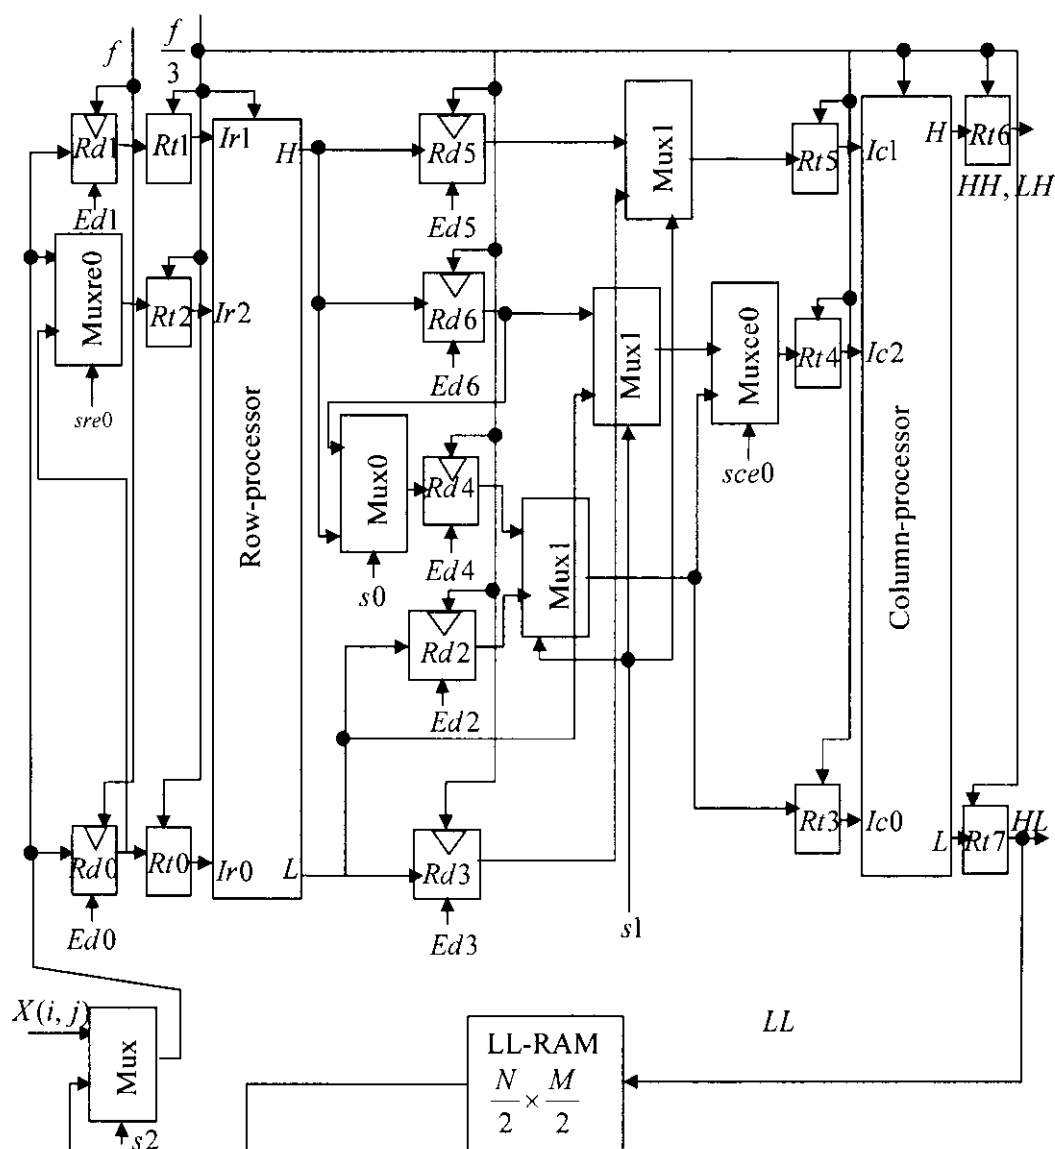 f
f
3
Rd1
Rt1
Ir1
H
Rd5
Mux1
Rt5
Ic1
H
Rt6
HH, LH
Ed1
Ed5
Muxre0
Rt2
Ir2
Rd6
Mux1
Muxce0
Rt4
Ic2
sre0
Ed6
Row-processor
Mux0
Rd4
sce0
Column-processor
Mux1
Ed4
s0
Rd2
Ed2
Rd0
Rt0
Ir0
L
Rd3
Rt3
Ic0
L
Rt7
HL
Ed0
Ed3
s1
X(i, j)
Mux
LL-RAM
N/2 × M/2
LL
s2